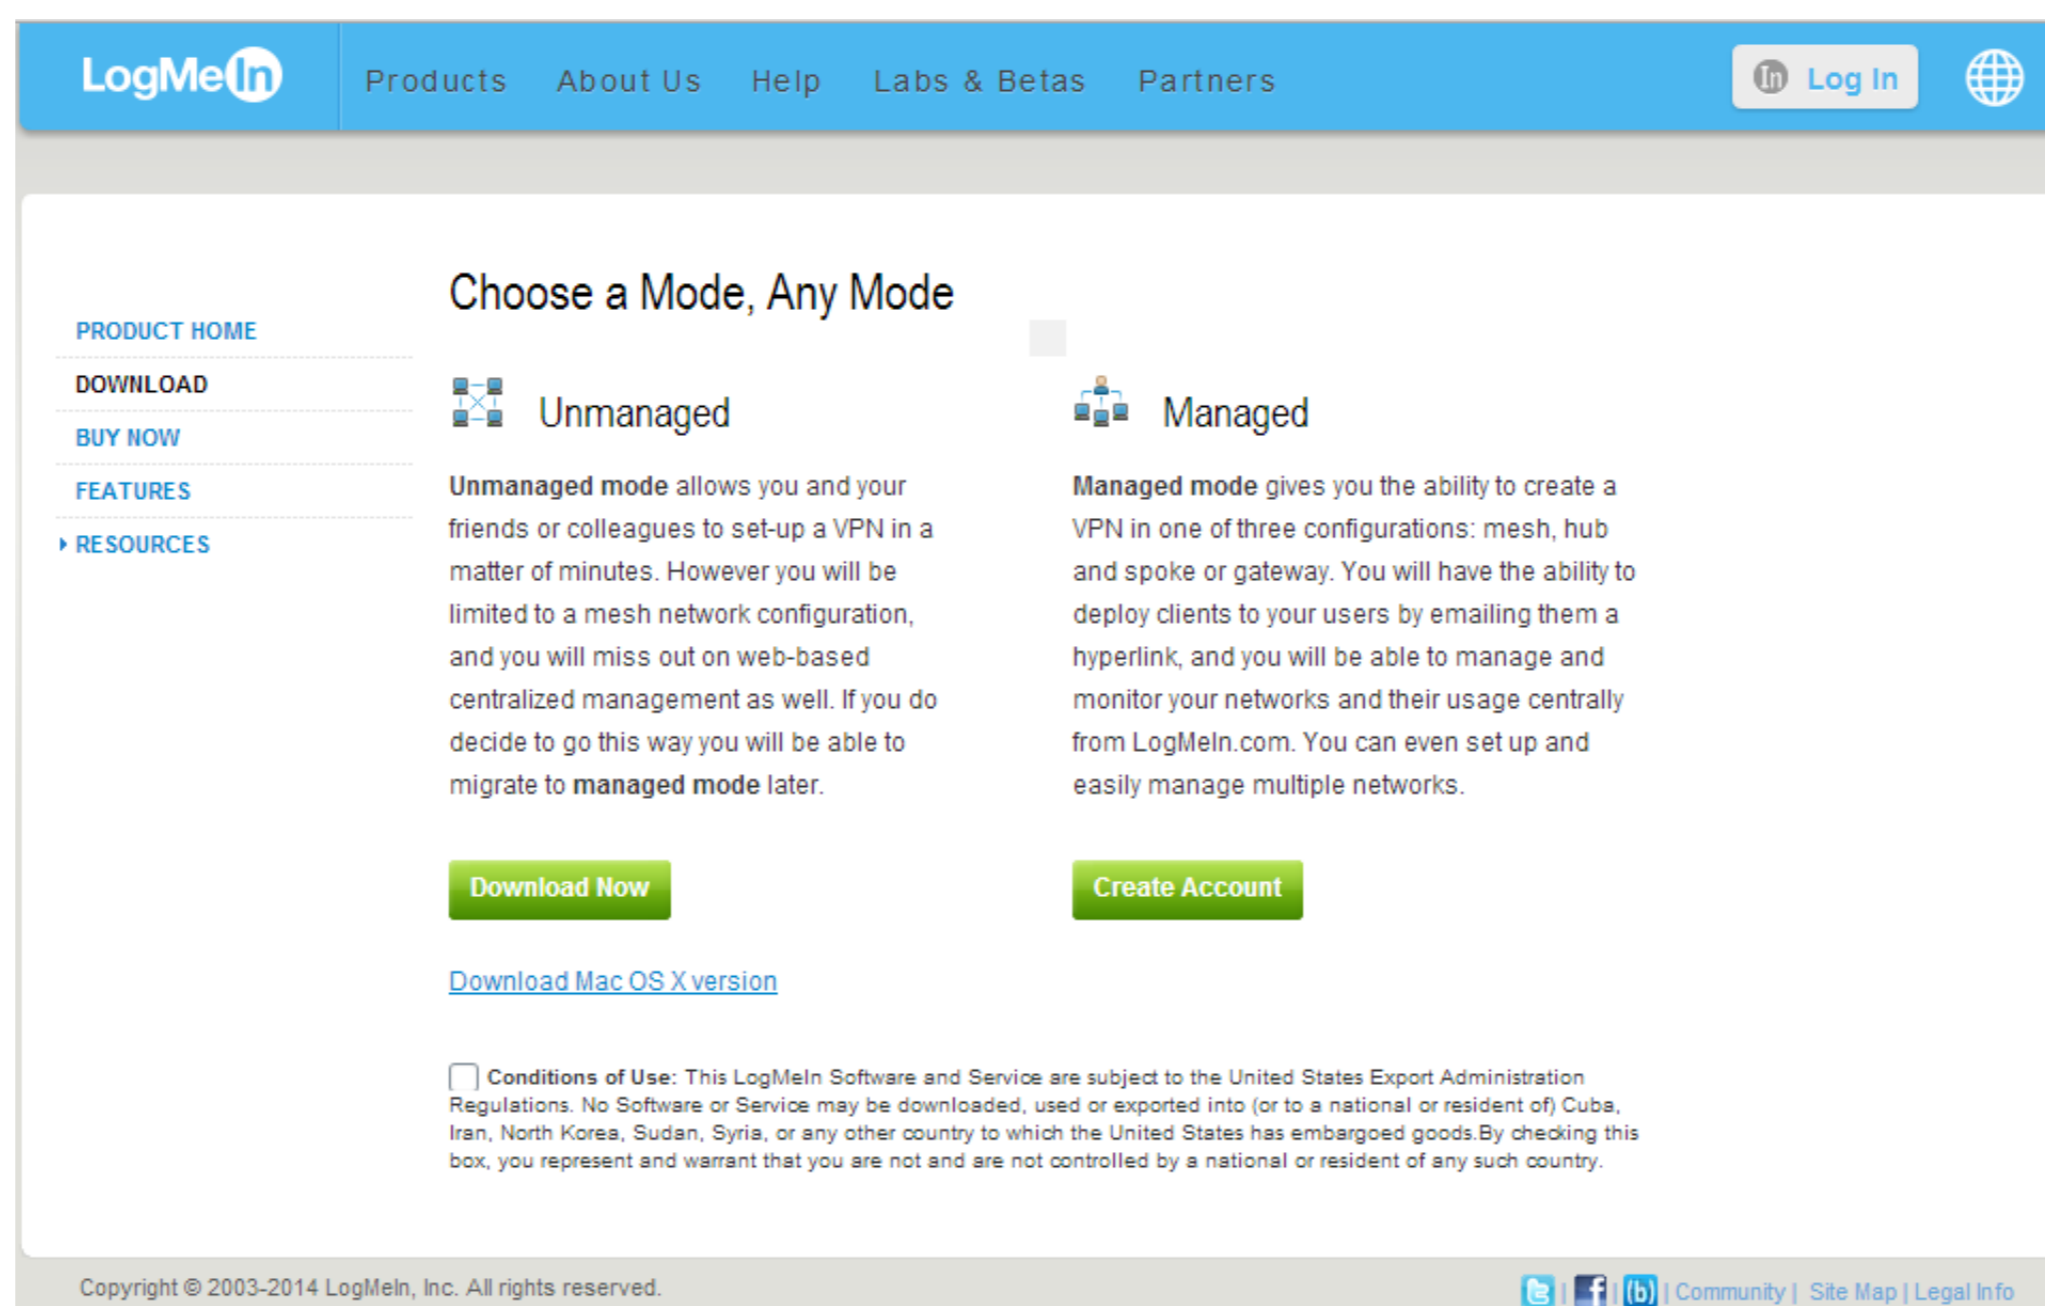 LogMeIn
Products About Us Help Labs & Betas Partners
In Log In
Choose a Mode, Any Mode
PRODUCT HOME
DOWNLOAD
BUY NOW
FEATURES
RESOURCES
Unmanaged
Unmanaged mode allows you and your
friends or colleagues to set-up a VPN in a
matter of minutes. However you will be
limited to a mesh network configuration,
and you will miss out on web-based
centralized management as well. If you do
decide to go this way you will be able to
migrate to managed mode later.
Download Now
Download Mac OS X version
Managed
Managed mode gives you the ability to create a
VPN in one of three configurations: mesh, hub
and spoke or gateway. You will have the ability to
deploy clients to your users by emailing them a
hyperlink, and you will be able to manage and
monitor your networks and their usage centrally
from LogMeIn.com. You can even set up and
easily manage multiple networks.
Create Account
Conditions of Use: This LogMeIn Software and Service are subject to the United States Export Administration
Regulations. No Software or Service may be downloaded, used or exported into (or to a national or resident of) Cuba,
Iran, North Korea, Sudan, Syria, or any other country to which the United States has embargoed goods.By checking this
box, you represent and warrant that you are not and are not controlled by a national or resident of any such country.
Copyright © 2003-2014 LogMeIn, Inc. All rights reserved.
| f | (b) | Community | Site Map | Legal Info